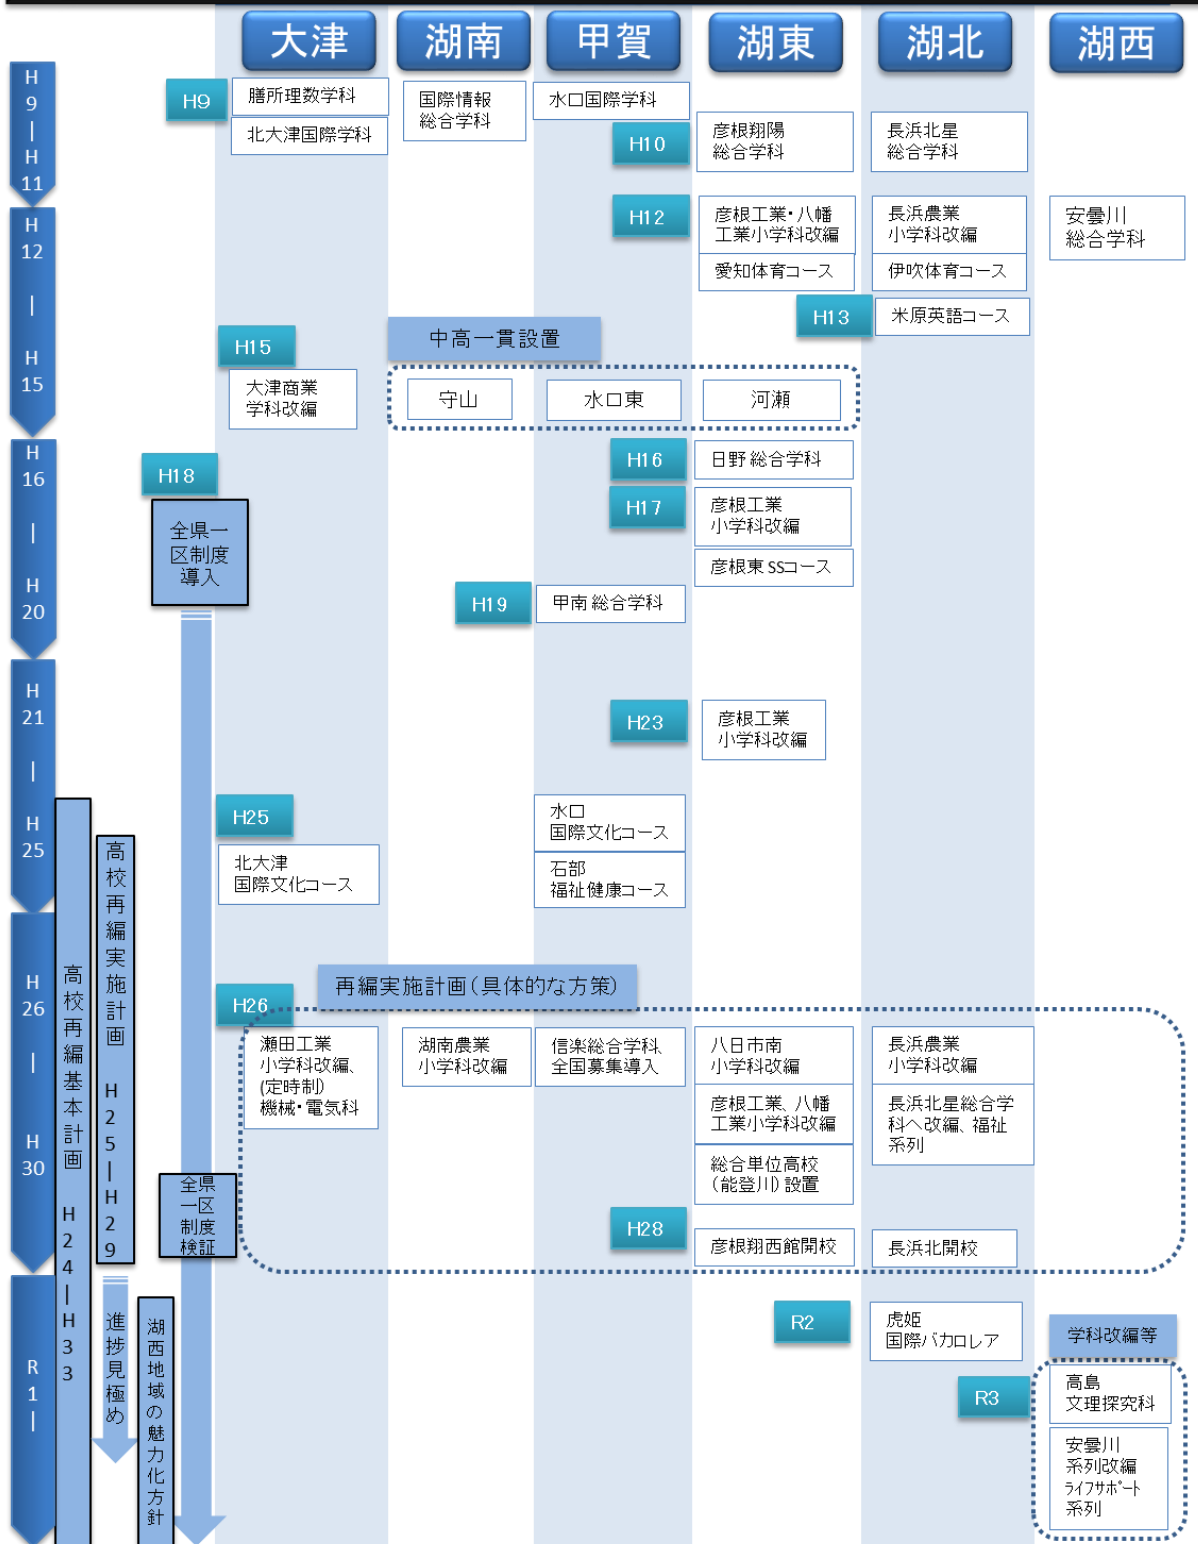 大津
湖南
甲賀
湖東
湖北
湖西
H
9
|
H
11
H9
膳所理数学科
北大津国際学科
国際情報
総合学科
水口国際学科
H10
彦根翔陽
総合学科
長浜北星
総合学科
H
12
|
H
15
H12
彦根工業・八幡
工業小学科改編
愛知体育コース
長浜農業
小学科改編
伊吹体育コース
安曇川
総合学科
H13
米原英語コース
H15
大津商業
学科改編
中高一貫設置
守山
水口東
河瀬
H
16
|
H
20
H16
日野総合学科
H17
彦根工業
小学科改編
彦根東SSコース
H18
全県一
区制度
導入
H19
甲南総合学科
H
21
|
H
25
H23
彦根工業
小学科改編
H25
北大津
国際文化コース
水口
国際文化コース
石部
福祉健康コース
高校再編基本計画 H24|H33
高校再編実施計画 H25|H29
H
26
|
H
30
再編実施計画(具体的な方策)
H26
瀬田工業
小学科改編、
(定時制)
機械・電気科
湖南農業
小学科改編
信楽総合学科、
全国募集導入
八日市南
小学科改編
彦根工業、八幡
工業小学科改編
総合単位高校
(能登川)設置
長浜農業
小学科改編
長浜北星総合学
科へ改編、福祉
系列
全県
一区
制度
検証
H28
彦根翔西館開校
長浜北開校
R
1
|
進捗見極め
湖西地域の魅力化方針
R2
虎姫
国際バカロレア
学科改編等
R3
高島
文理探究科
安曇川
系列改編
ライフサポート
系列